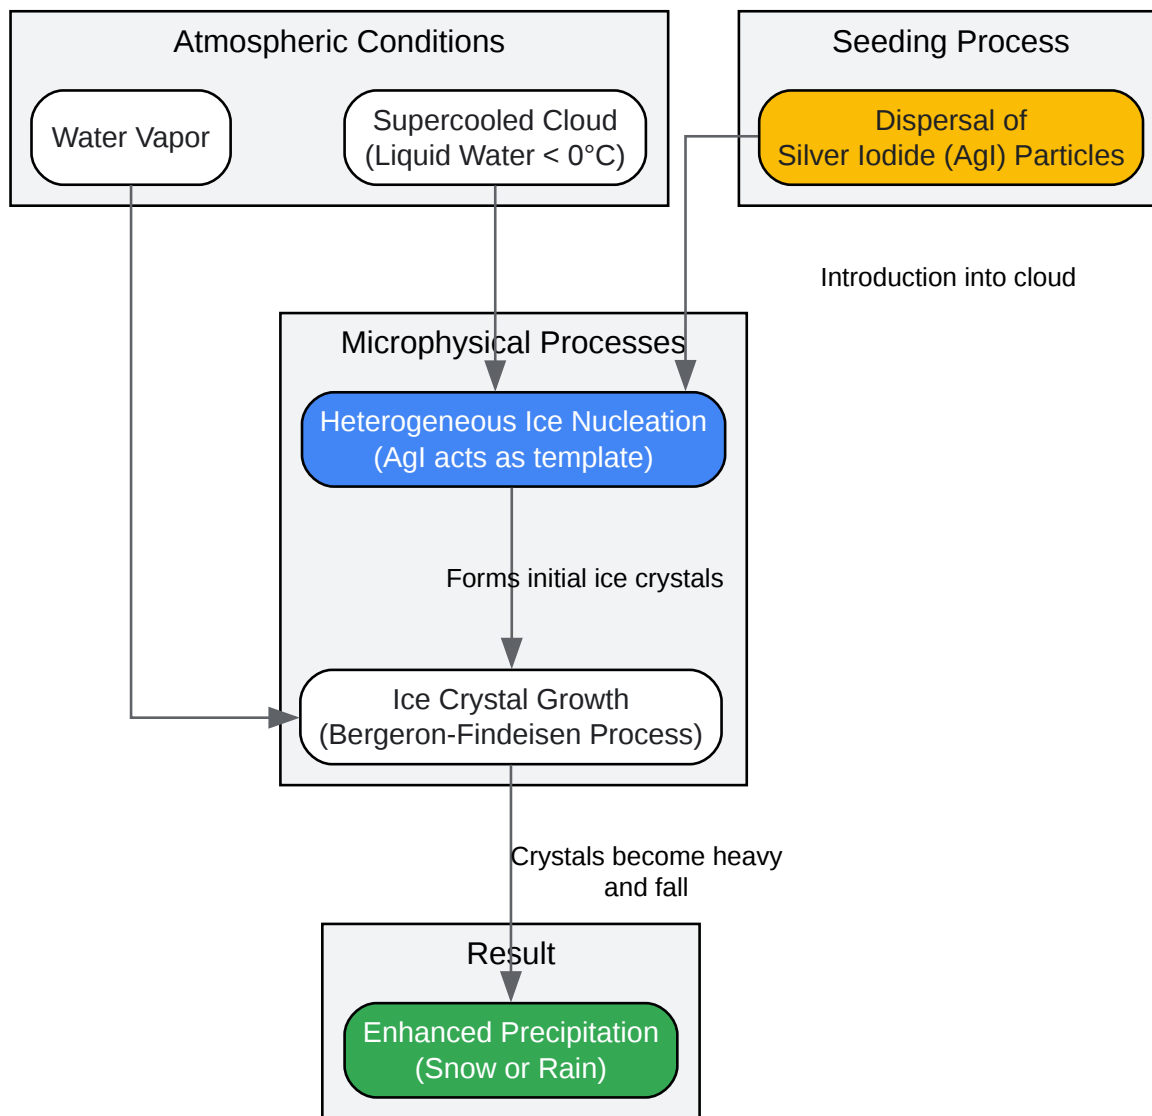 Atmospheric Conditions
Seeding Process
Water Vapor
Supercooled Cloud
(Liquid Water < 0°C)
Dispersal of
Silver Iodide (AgI) Particles
Introduction into cloud
Microphysical Processes
Heterogeneous Ice Nucleation
(AgI acts as template)
Forms initial ice crystals
Ice Crystal Growth
(Bergeron-Findeisen Process)
Crystals become heavy
and fall
Result
Enhanced Precipitation
(Snow or Rain)